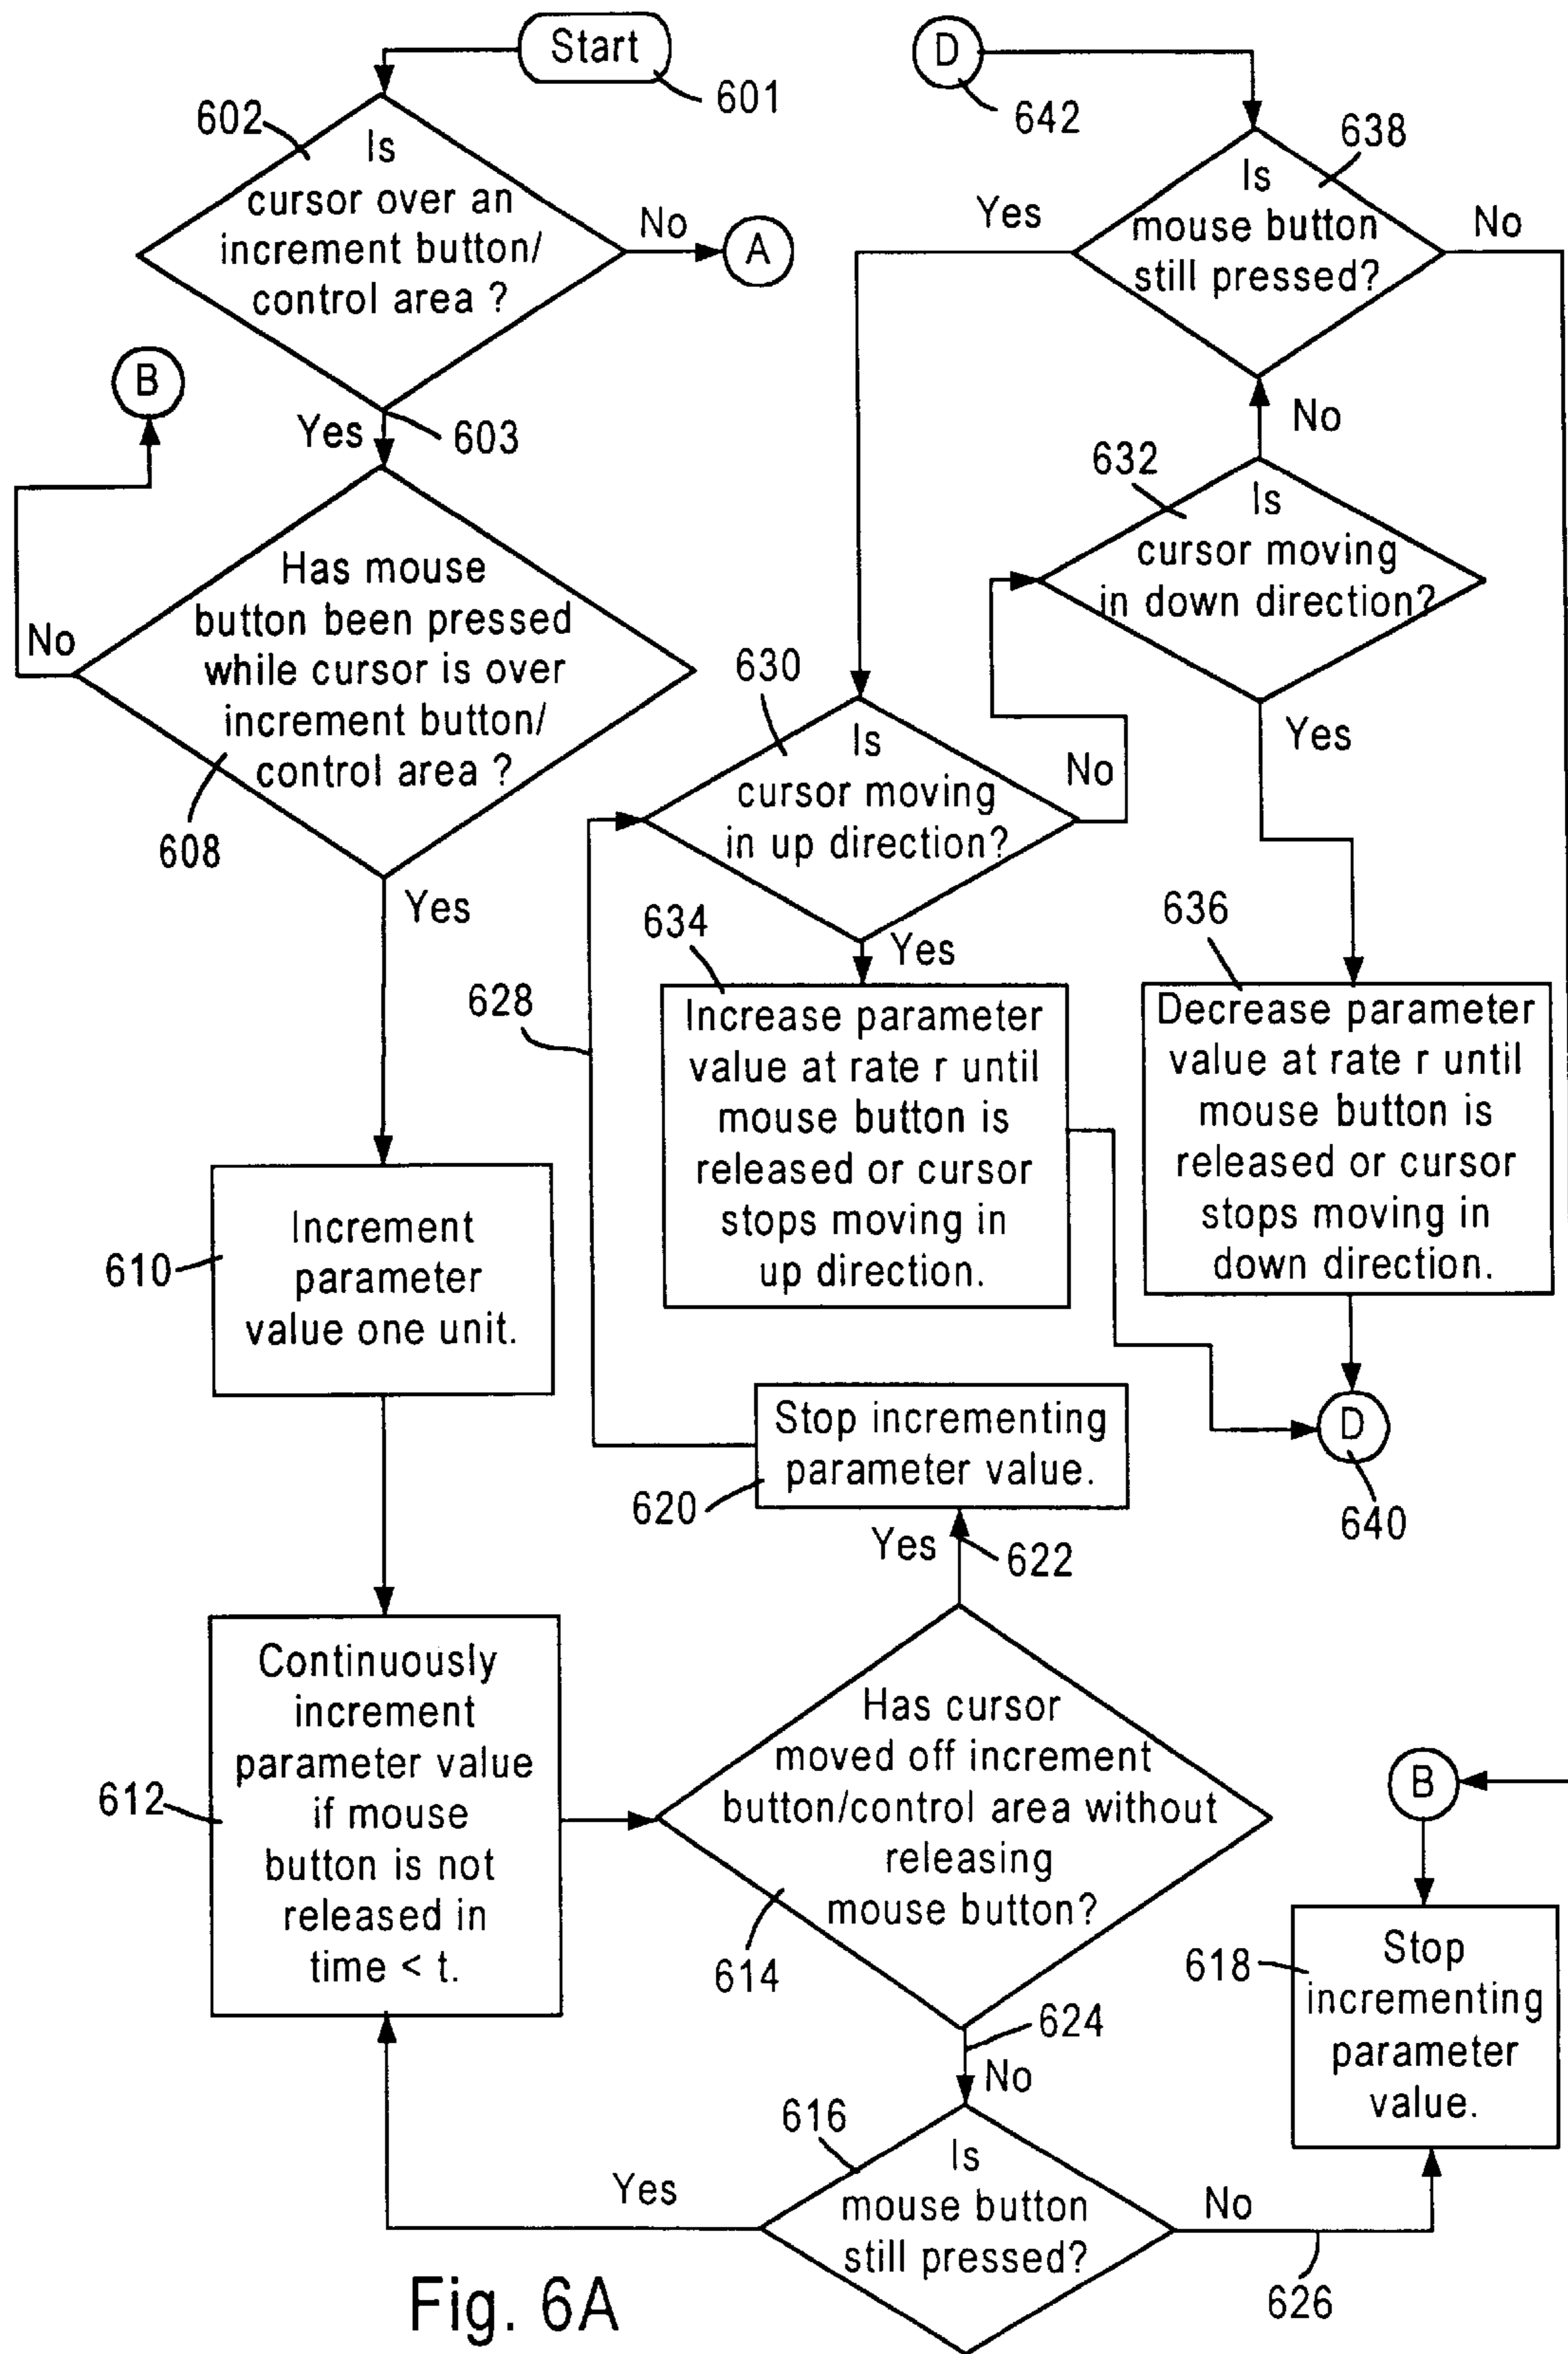 Start
601
602
Is
cursor over an
increment button/
control area ?
No
A
B
Yes
603
Has mouse
button been pressed
while cursor is over
increment button/
control area ?
No
608
Yes
610
Increment
parameter
value one unit.
612
Continuously
increment
parameter value
if mouse
button is not
released in
time < t.
D
642
638
Is
mouse button
still pressed?
Yes
No
No
632
Is
cursor moving
in down direction?
Yes
630
Is
cursor moving
in up direction?
No
Yes
634
Increase parameter
value at rate r until
mouse button is
released or cursor
stops moving in
up direction.
636
Decrease parameter
value at rate r until
mouse button is
released or cursor
stops moving in
down direction.
628
D
640
Stop incrementing
parameter value.
620
Yes
622
Has cursor
moved off increment
button/control area without
releasing
mouse button?
614
624
No
616
Is
mouse button
still pressed?
Yes
No
626
B
618
Stop
incrementing
parameter
value.
Fig. 6A